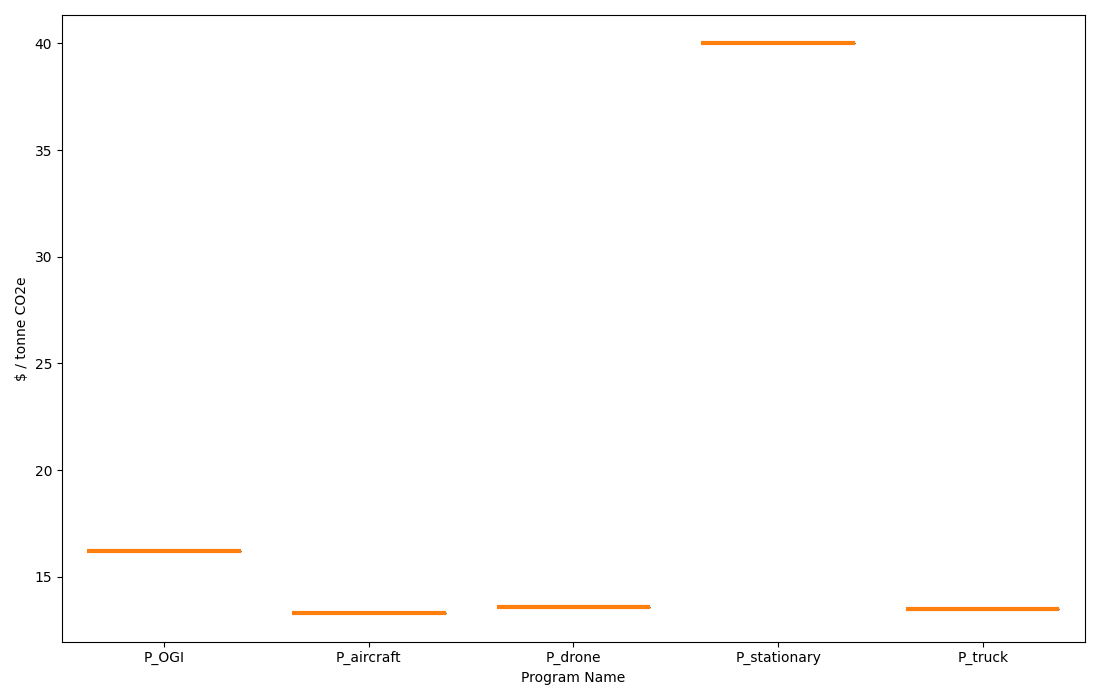 $ / tonne CO2e
40
35
30
25
20
15
P_OGI
P_aircraft
P_drone
P_stationary
P_truck
Program Name